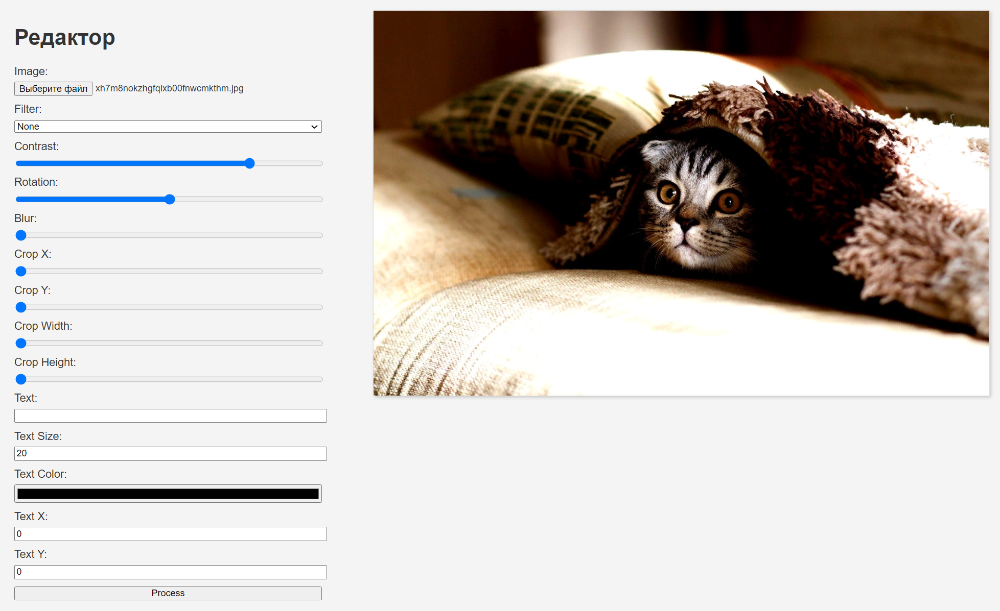 Редактор
Image:
Выберите файл xh7m8nokzhgfqixb00fnwcmkthm.jpg
Filter:
None
Contrast:
Rotation:
Blur:
Crop X:
Crop Y:
Crop Width:
Crop Height:
Text:
Text Size:
20
Text Color:
Text X:
0
Text Y:
0
Process